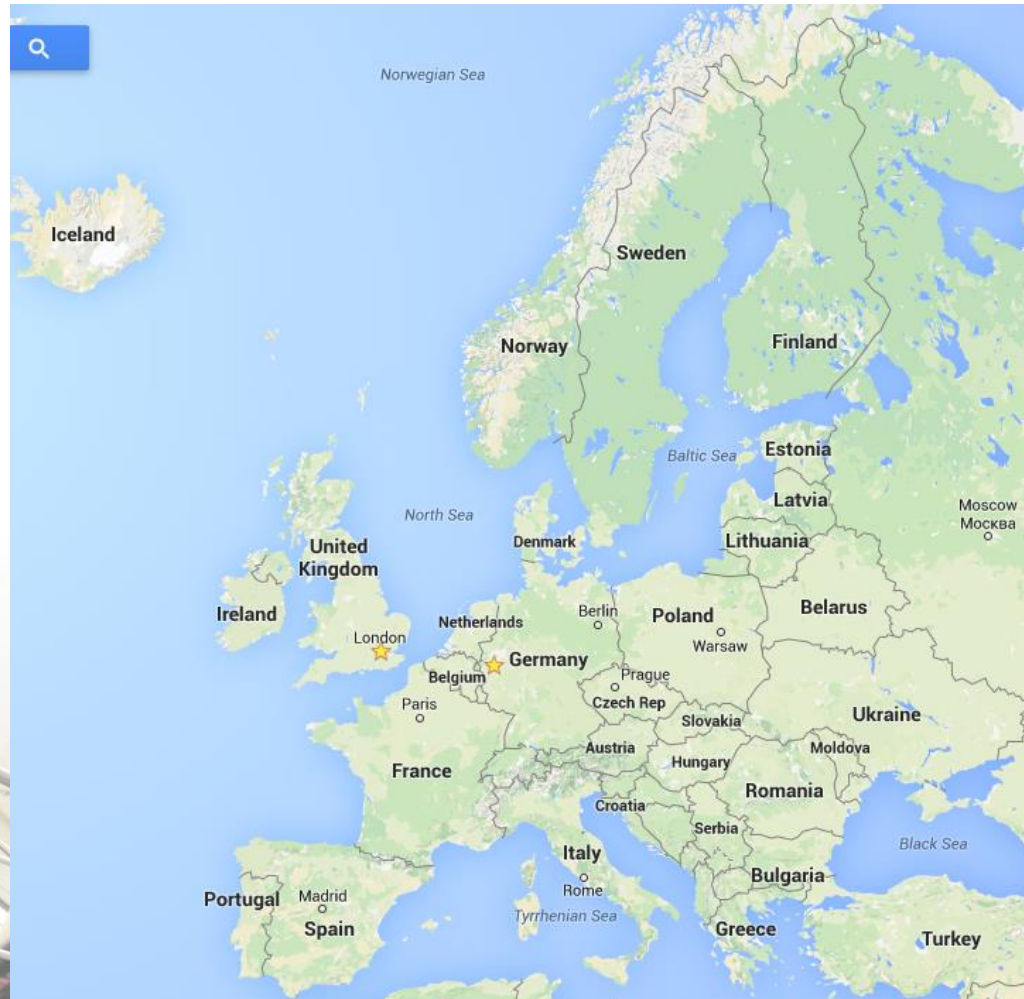 Norwegian Sea
Iceland
Sweden
Norway
Finland
Baltic Sea
Estonia
Latvia
Moscow
Москва
North Sea
Denmark
Lithuania
United
Kingdom
Ireland
Netherlands
Berlin
Poland
Belarus
London
Warsaw
Germany
Belgium
Prague
Paris
Czech Rep
Slovakia
Ukraine
Austria
Moldova
Hungary
France
Romania
Croatia
Serbia
Black Sea
Italy
Bulgaria
Rome
Portugal
Madrid
Tyrrhenian Sea
Spain
Greece
Turkey